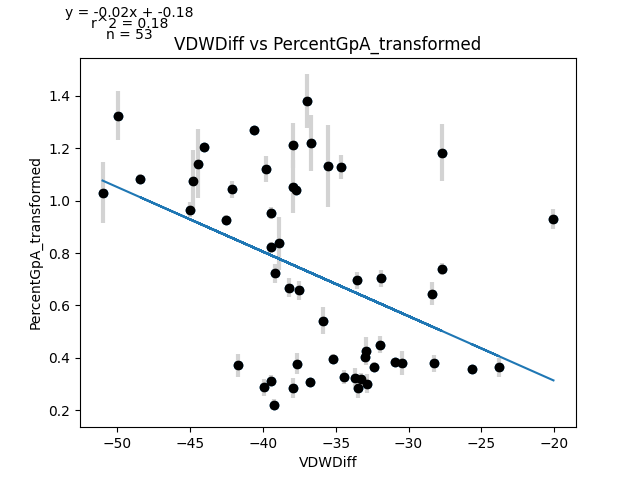 y = -0.02x + -0.18
r^2 = 0.18
n = 53
VDWDiff vs PercentGpA_transformed
1.4
1.2
1.0
0.8
0.6
0.4
0.2
PercentGpA_transformed
−50
−45
−40
−35
−30
−25
−20
VDWDiff